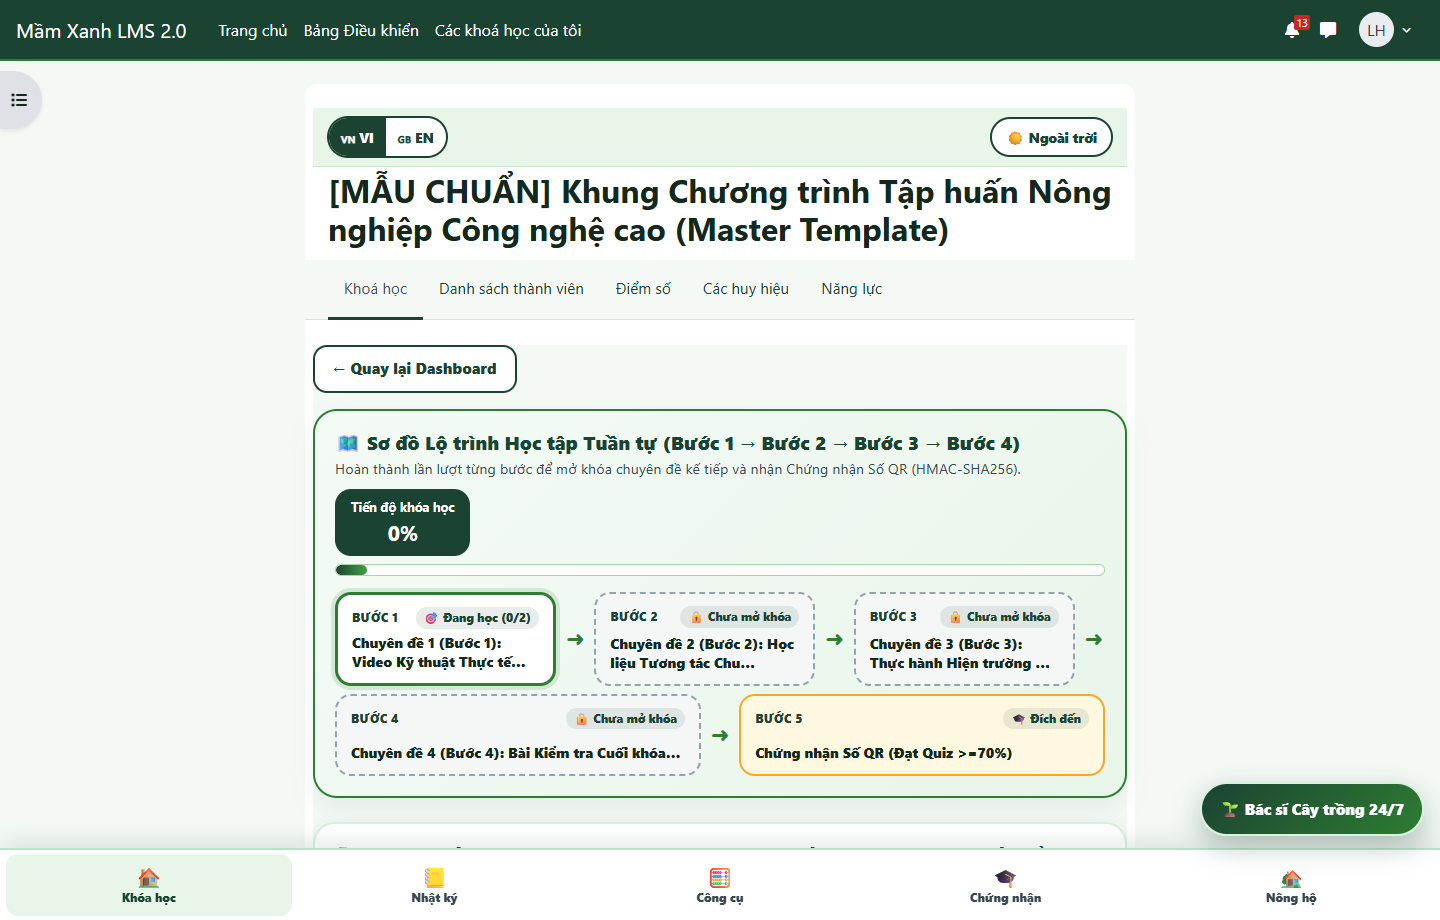 Mầm Xanh LMS 2.0
Trang chủ
Bảng Điều khiển
Các khoá học của tôi
13
LH
VN VI
GB EN
Ngoài trời
[MẪU CHUẨN] Khung Chương trình Tập huấn Nông
nghiệp Công nghệ cao (Master Template)
Khoá học
Danh sách thành viên
Điểm số
Các huy hiệu
Năng lực
← Quay lại Dashboard
Sơ đồ Lộ trình Học tập Tuần tự (Bước 1 → Bước 2 → Bước 3 → Bước 4)
Hoàn thành lần lượt từng bước để mở khóa chuyên đề kế tiếp và nhận Chứng nhận Số QR (HMAC-SHA256).
Tiến độ khóa học
0%
BƯỚC 1
Đang học (0/2)
Chuyên đề 1 (Bước 1):
Video Kỹ thuật Thực tế...
➜
BƯỚC 2
Chưa mở khóa
Chuyên đề 2 (Bước 2): Học
liệu Tương tác Chu...
➜
BƯỚC 3
Chưa mở khóa
Chuyên đề 3 (Bước 3):
Thực hành Hiện trường ...
➜
BƯỚC 4
Chưa mở khóa
Chuyên đề 4 (Bước 4): Bài Kiểm tra Cuối khóa...
➜
BƯỚC 5
Đích đến
Chứng nhận Số QR (Đạt Quiz >=70%)
Bác sĩ Cây trồng 24/7
Khóa học
Nhật ký
Công cụ
Chứng nhận
Nông hộ